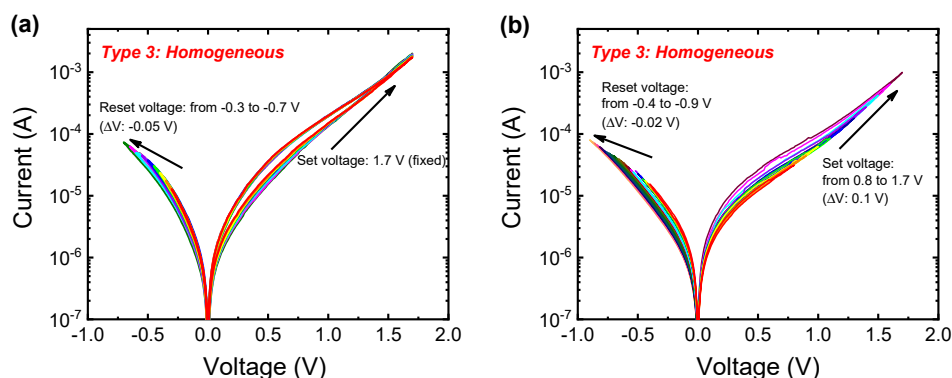 (a)
Type 3: Homogeneous
Reset voltage: from -0.3 to -0.7 V
(ΔV: -0.05 V)
Set voltage: 1.7 V (fixed)
Current (A)
10⁻³
10⁻⁴
10⁻⁵
10⁻⁶
10⁻⁷
-1.0 -0.5 0.0 0.5 1.0 1.5 2.0
Voltage (V)
(b)
Type 3: Homogeneous
Reset voltage:
from -0.4 to -0.9 V
(ΔV: -0.02 V)
Set voltage:
from 0.8 to 1.7 V
(ΔV: 0.1 V)
Current (A)
10⁻³
10⁻⁴
10⁻⁵
10⁻⁶
10⁻⁷
-1.0 -0.5 0.0 0.5 1.0 1.5 2.0
Voltage (V)